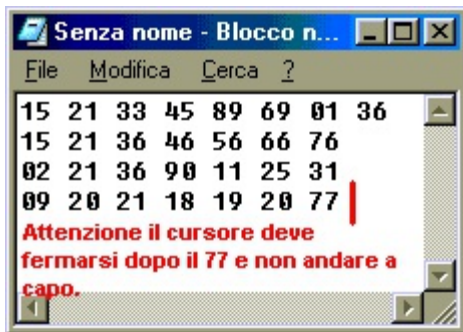 Senza nome - Blocco n...
File Modifica Cerca ?
15 21 33 45 89 69 01 36
15 21 36 46 56 66 76
02 21 36 90 11 25 31
09 20 21 18 19 20 77
Attenzione il cursore deve
fermarsi dopo il 77 e non andare a
capo.